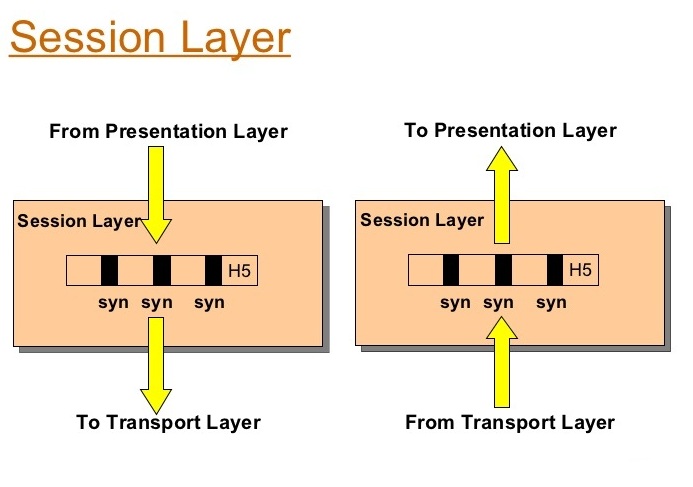 Session Layer
From Presentation Layer
Session Layer
H5
syn syn syn
To Transport Layer
To Presentation Layer
Session Layer
H5
syn syn syn
From Transport Layer